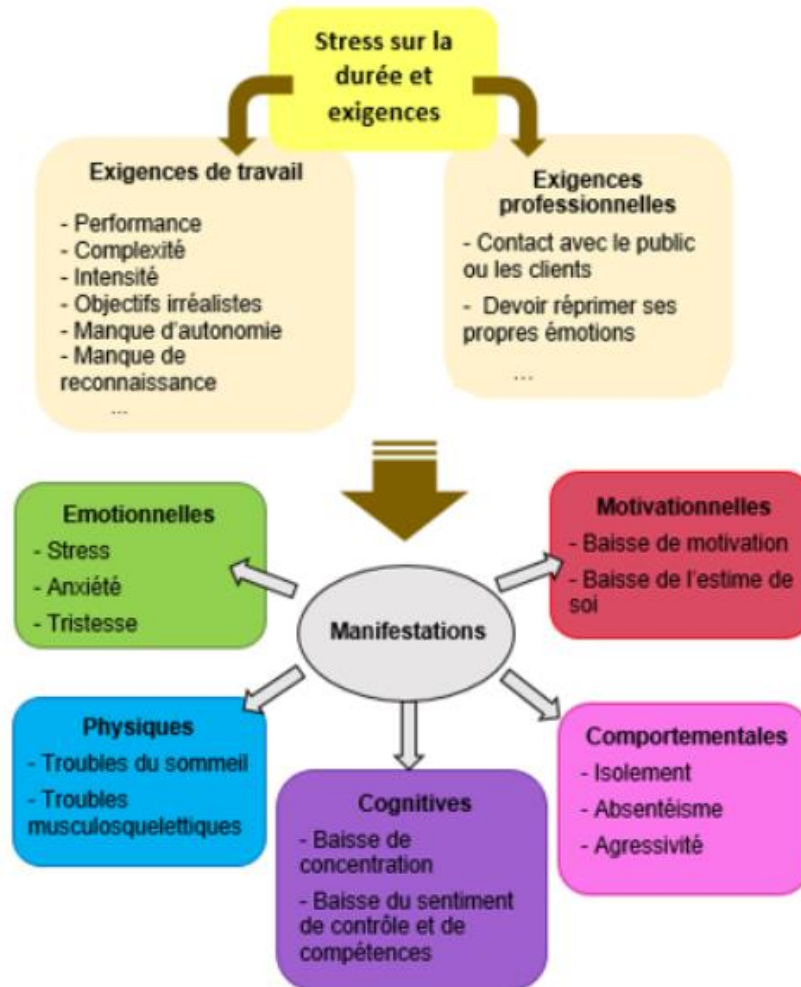 Stress sur la
durée et
exigences
Exigences de travail
- Performance
- Complexité
- Intensité
- Objectifs irréalistes
- Manque d'autonomie
- Manque de
reconnaissance
...
Exigences
professionnelles
- Contact avec le public
ou les clients
- Devoir réprimer ses
propres émotions
...
Emotionnelles
- Stress
- Anxiété
- Tristesse
Motivationnelles
- Baisse de motivation
- Baisse de l'estime de
soi
Manifestations
Physiques
- Troubles du sommeil
- Troubles
musculosquelettiques
Cognitives
- Baisse de
concentration
- Baisse du sentiment
de contrôle et de
compétences
Comportementales
- Isolement
- Absentéisme
- Agressivité